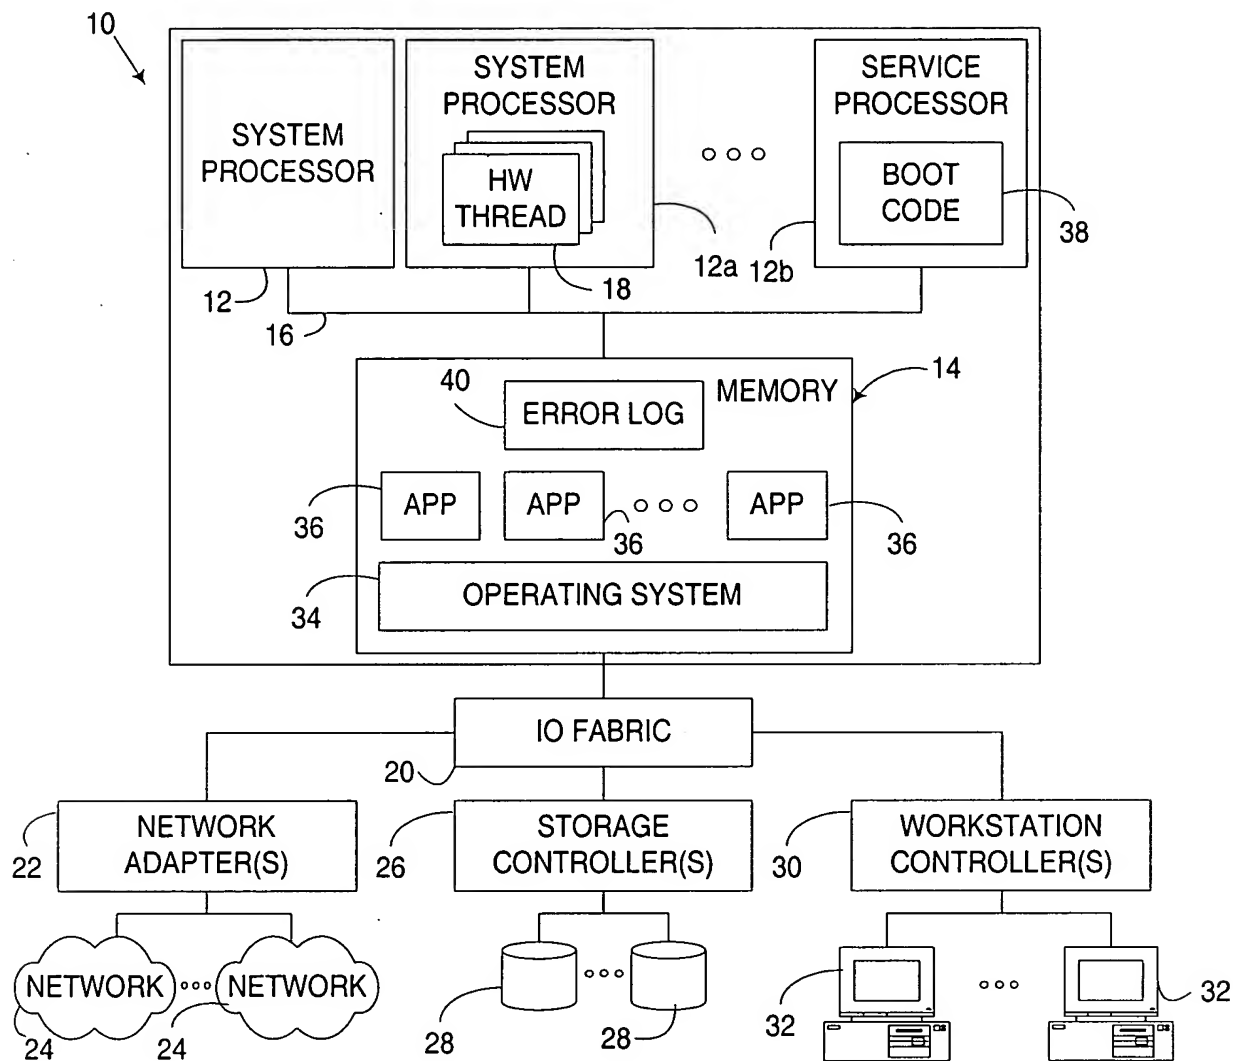 10
SYSTEM
PROCESSOR
SYSTEM
PROCESSOR
HW
THREAD
SERVICE
PROCESSOR
BOOT
CODE
38
12a
12b
12
18
16
40
ERROR LOG
MEMORY
14
36
APP
APP
APP
36
36
34
OPERATING SYSTEM
IO FABRIC
20
22
NETWORK
ADAPTER(S)
26
STORAGE
CONTROLLER(S)
30
WORKSTATION
CONTROLLER(S)
NETWORK
NETWORK
24
24
28
28
32
32